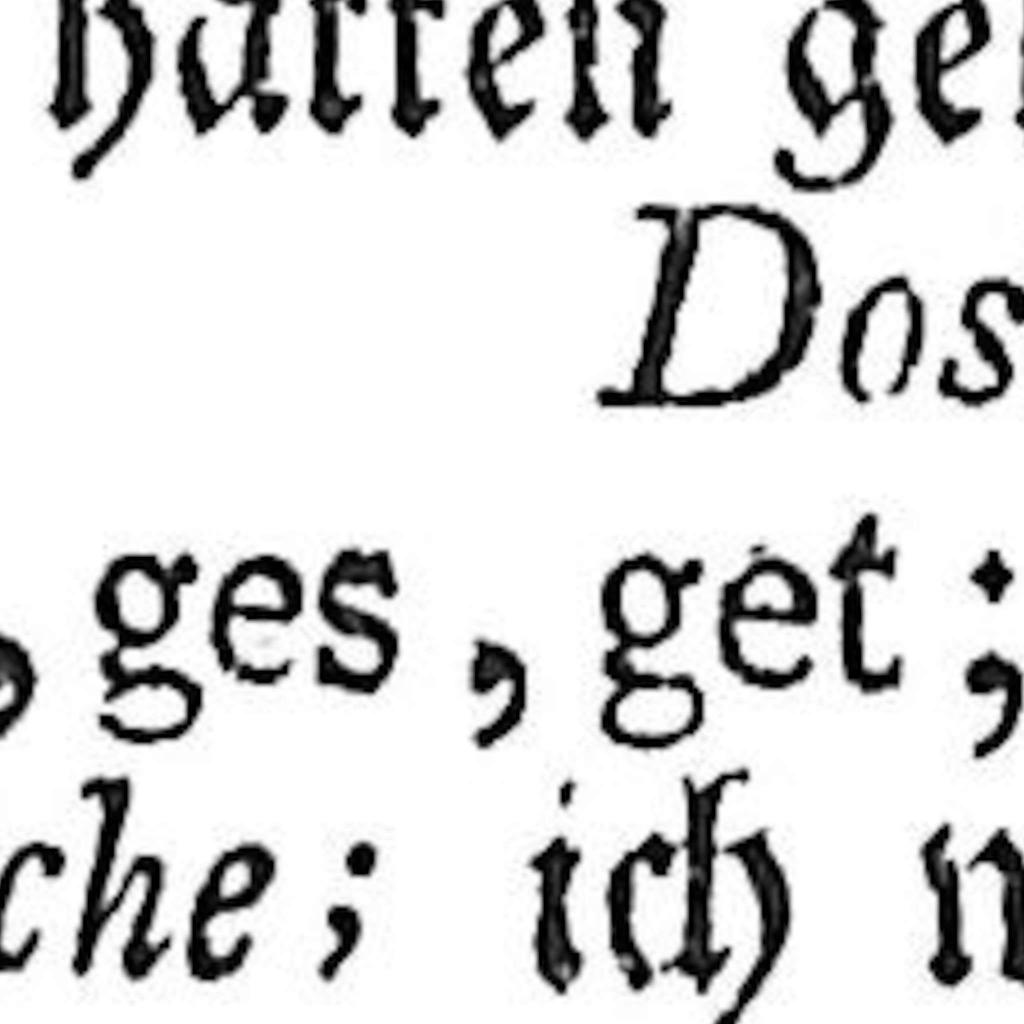 hatten ge
Dos
, ges, get;
che; ich